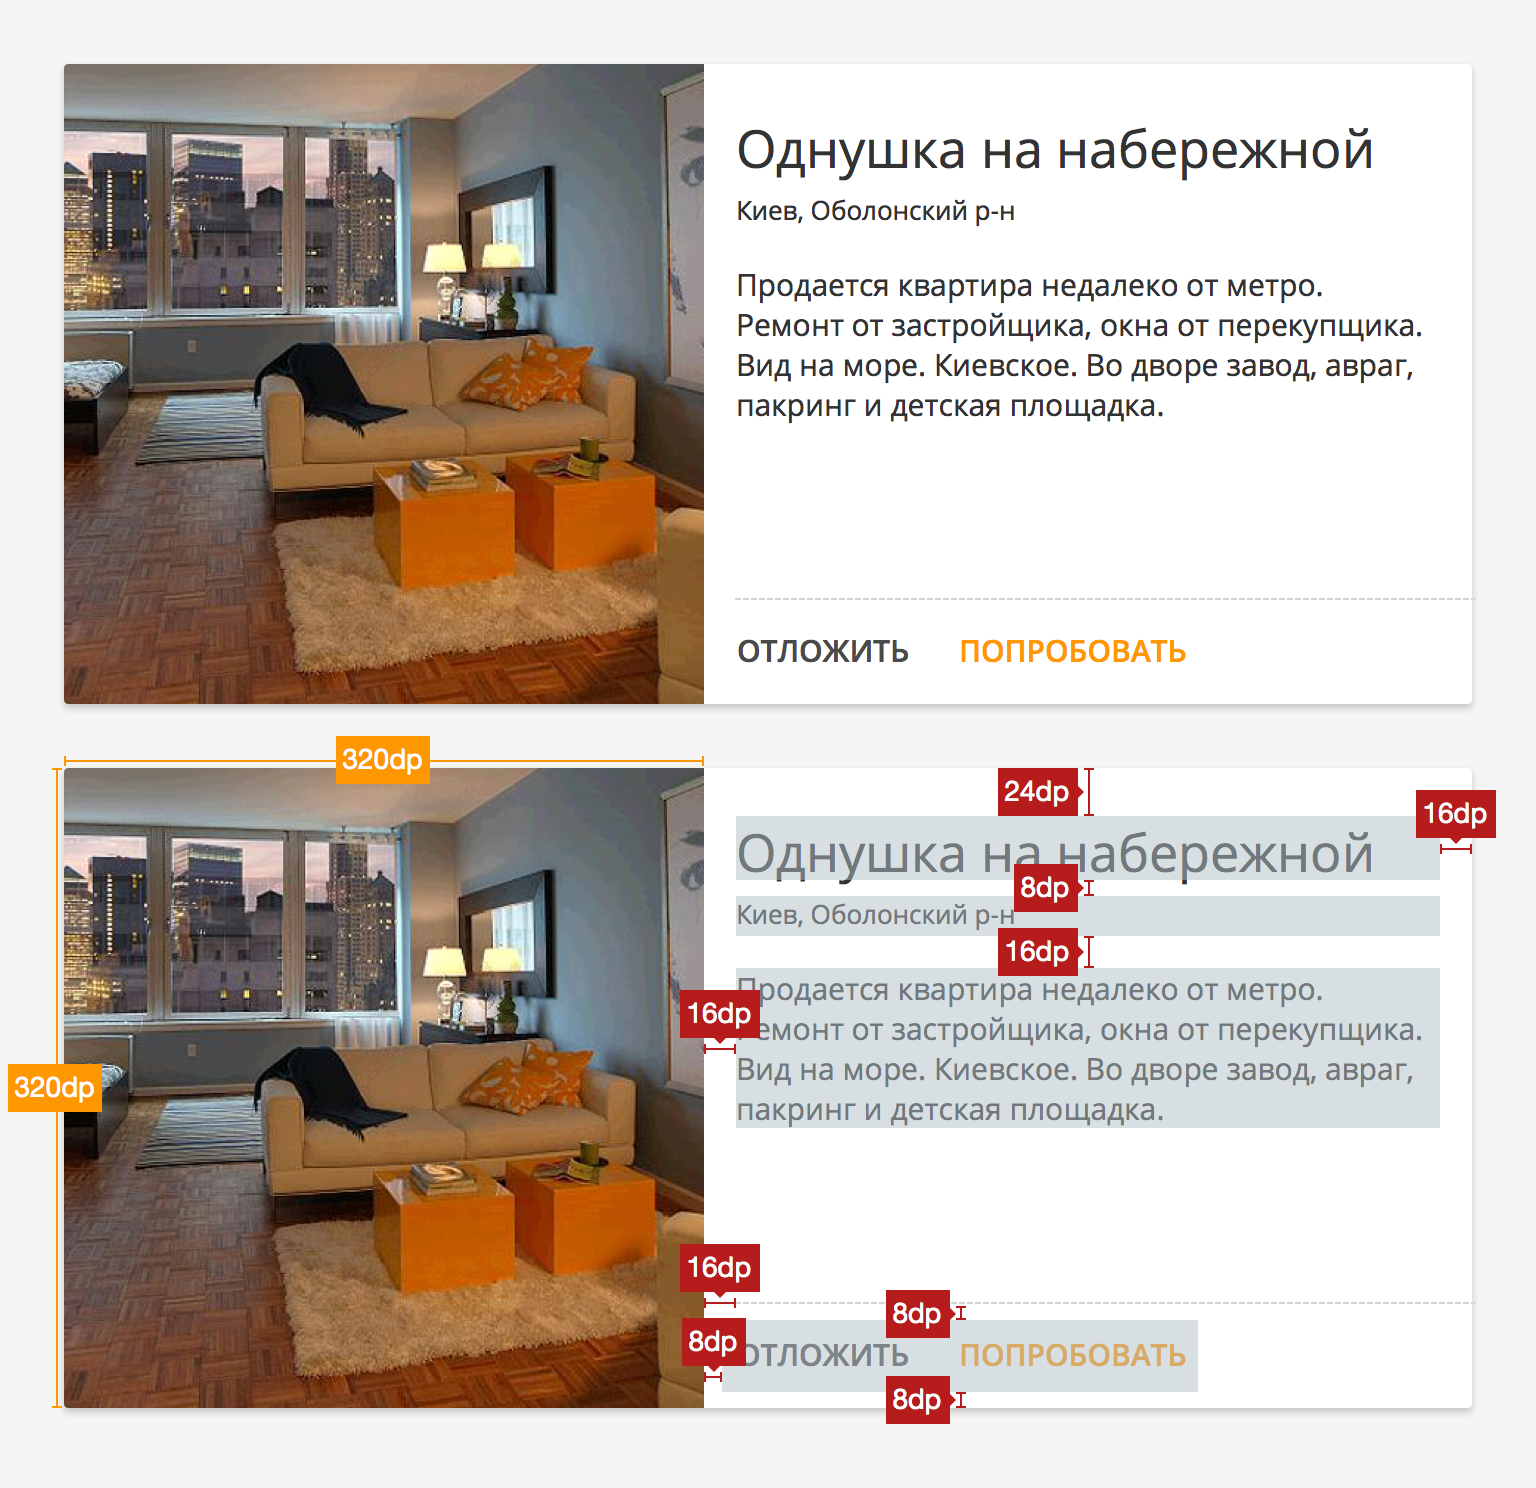 Однушка на набережной
Киев, Оболонский р-н
Продается квартира недалеко от метро.
Ремонт от застройщика, окна от перекупщика.
Вид на море. Киевское. Во дворе завод, авраг,
пакринг и детская площадка.
ОТЛОЖИТЬ ПОПРОБОВАТЬ
320dp
24dp
16dp
Однушка на набережной
8dp
Киев, Оболонский р-н
16dp
Продается квартира недалеко от метро.
16dp
Ремонт от застройщика, окна от перекупщика.
Вид на море. Киевское. Во дворе завод, авраг,
320dp
пакринг и детская площадка.
16dp
8dp
8dp
ОТЛОЖИТЬ ПОПРОБОВАТЬ
8dp